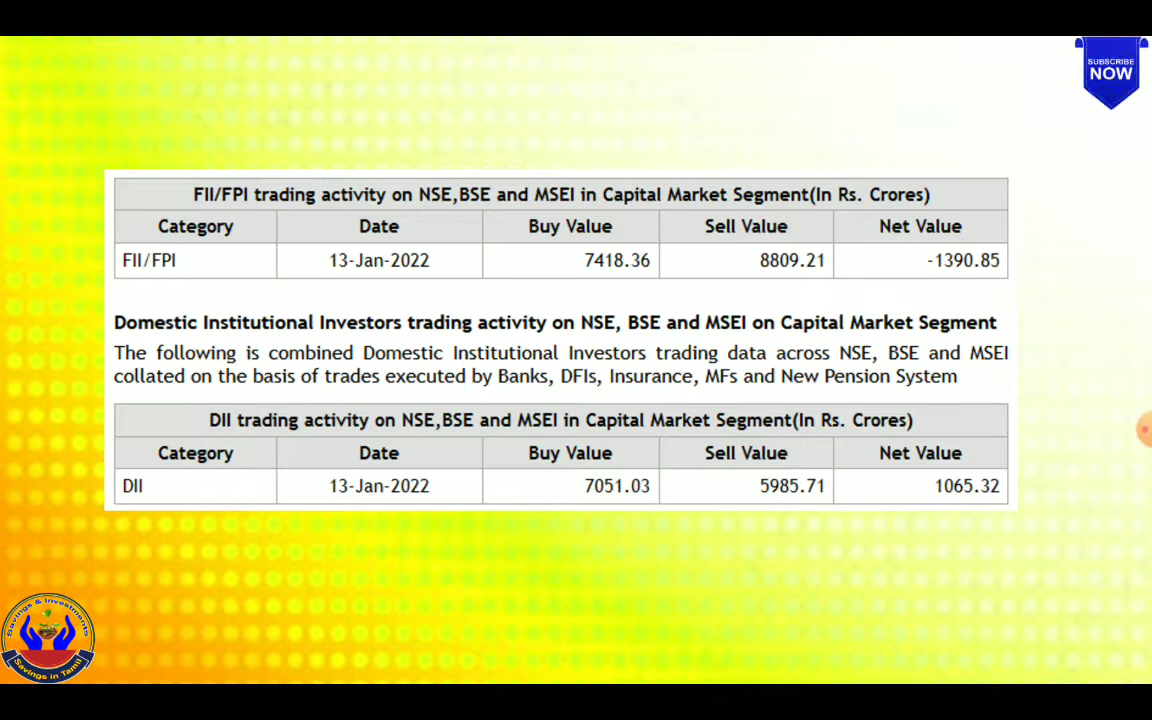 SUBSCRIBE
NOW
FII/FPI trading activity on NSE,BSE and MSEI in Capital Market Segment(In Rs. Crores)
Category Date Buy Value Sell Value Net Value
FII/FPI 13-Jan-2022 7418.36 8809.21 -1390.85
Domestic Institutional Investors trading activity on NSE, BSE and MSEI on Capital Market Segment
The following is combined Domestic Institutional Investors trading data across NSE, BSE and MSEI
collated on the basis of trades executed by Banks, DFIs, Insurance, MFs and New Pension System
DII trading activity on NSE,BSE and MSEI in Capital Market Segment(In Rs. Crores)
Category Date Buy Value Sell Value Net Value
DII 13-Jan-2022 7051.03 5985.71 1065.32
Savings & Investments
Savings in Tamil